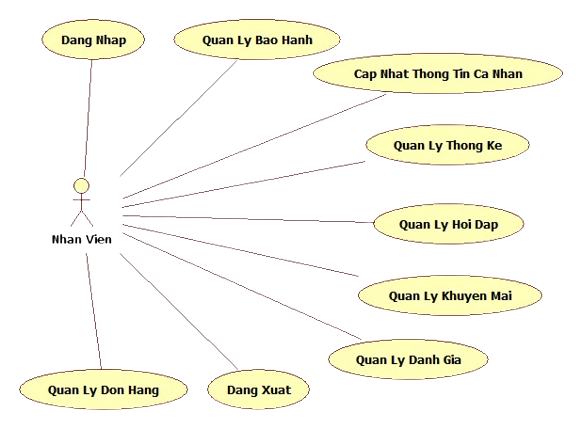 Dang Nhap
Quan Ly Bao Hanh
Cap Nhat Thong Tin Ca Nhan
Quan Ly Thong Ke
Quan Ly Hoi Dap
Nhan Vien
Quan Ly Khuyen Mai
Quan Ly Danh Gia
Quan Ly Don Hang
Dang Xuat